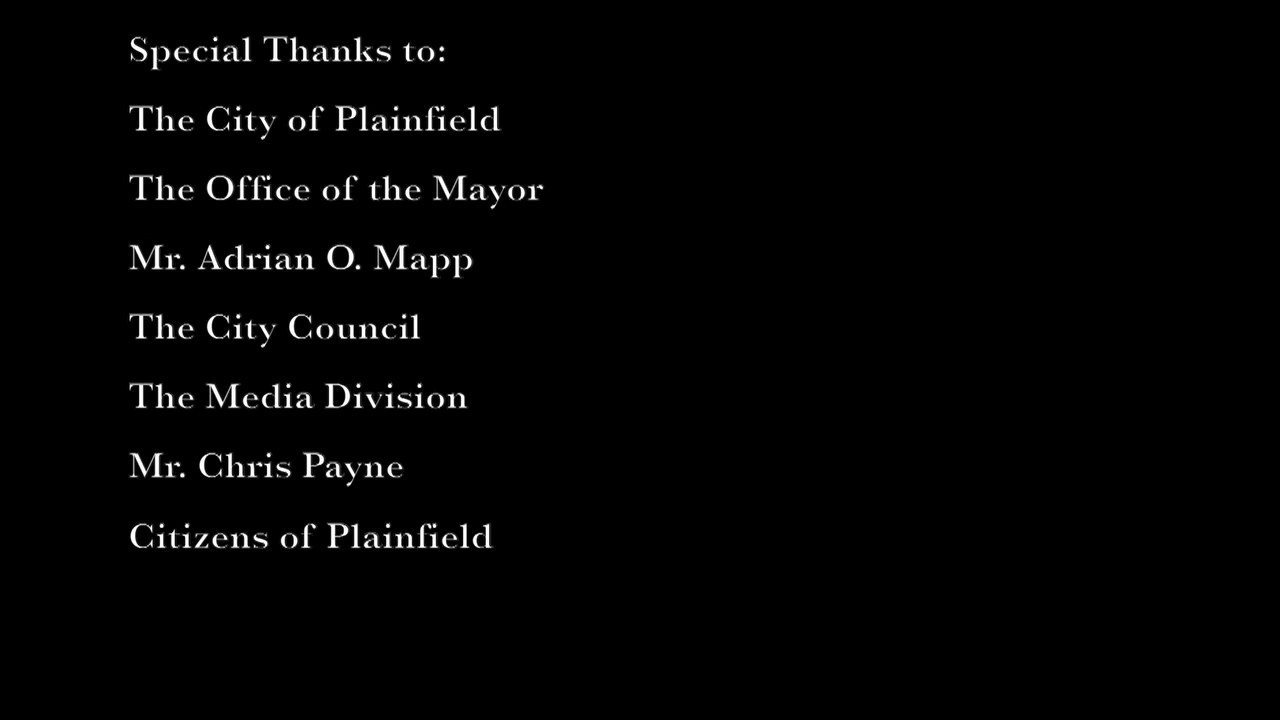 Special Thanks to:
The City of Plainfield
The Office of the Mayor
Mr. Adrian O. Mapp
The City Council
The Media Division
Mr. Chris Payne
Citizens of Plainfield